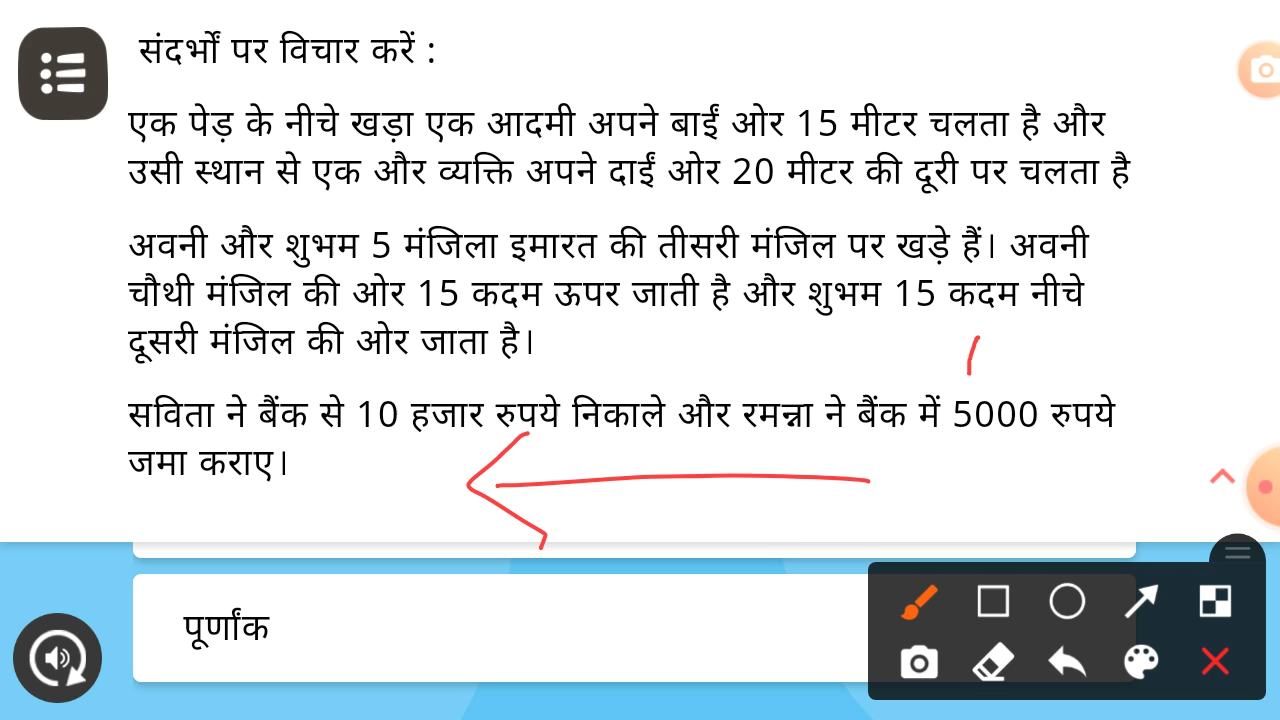 संदर्भों पर विचार करें :
एक पेड़ के नीचे खड़ा एक आदमी अपने बाईं ओर 15 मीटर चलता है और
उसी स्थान से एक और व्यक्ति अपने दाईं ओर 20 मीटर की दूरी पर चलता है
अवनी और शुभम 5 मंजिला इमारत की तीसरी मंजिल पर खड़े हैं। अवनी
चौथी मंजिल की ओर 15 कदम ऊपर जाती है और शुभम 15 कदम नीचे
दूसरी मंजिल की ओर जाता है।
सविता ने बैंक से 10 हजार रुपये निकाले और रमन्ना ने बैंक में 5000 रुपये
जमा कराए।
पूर्णांक